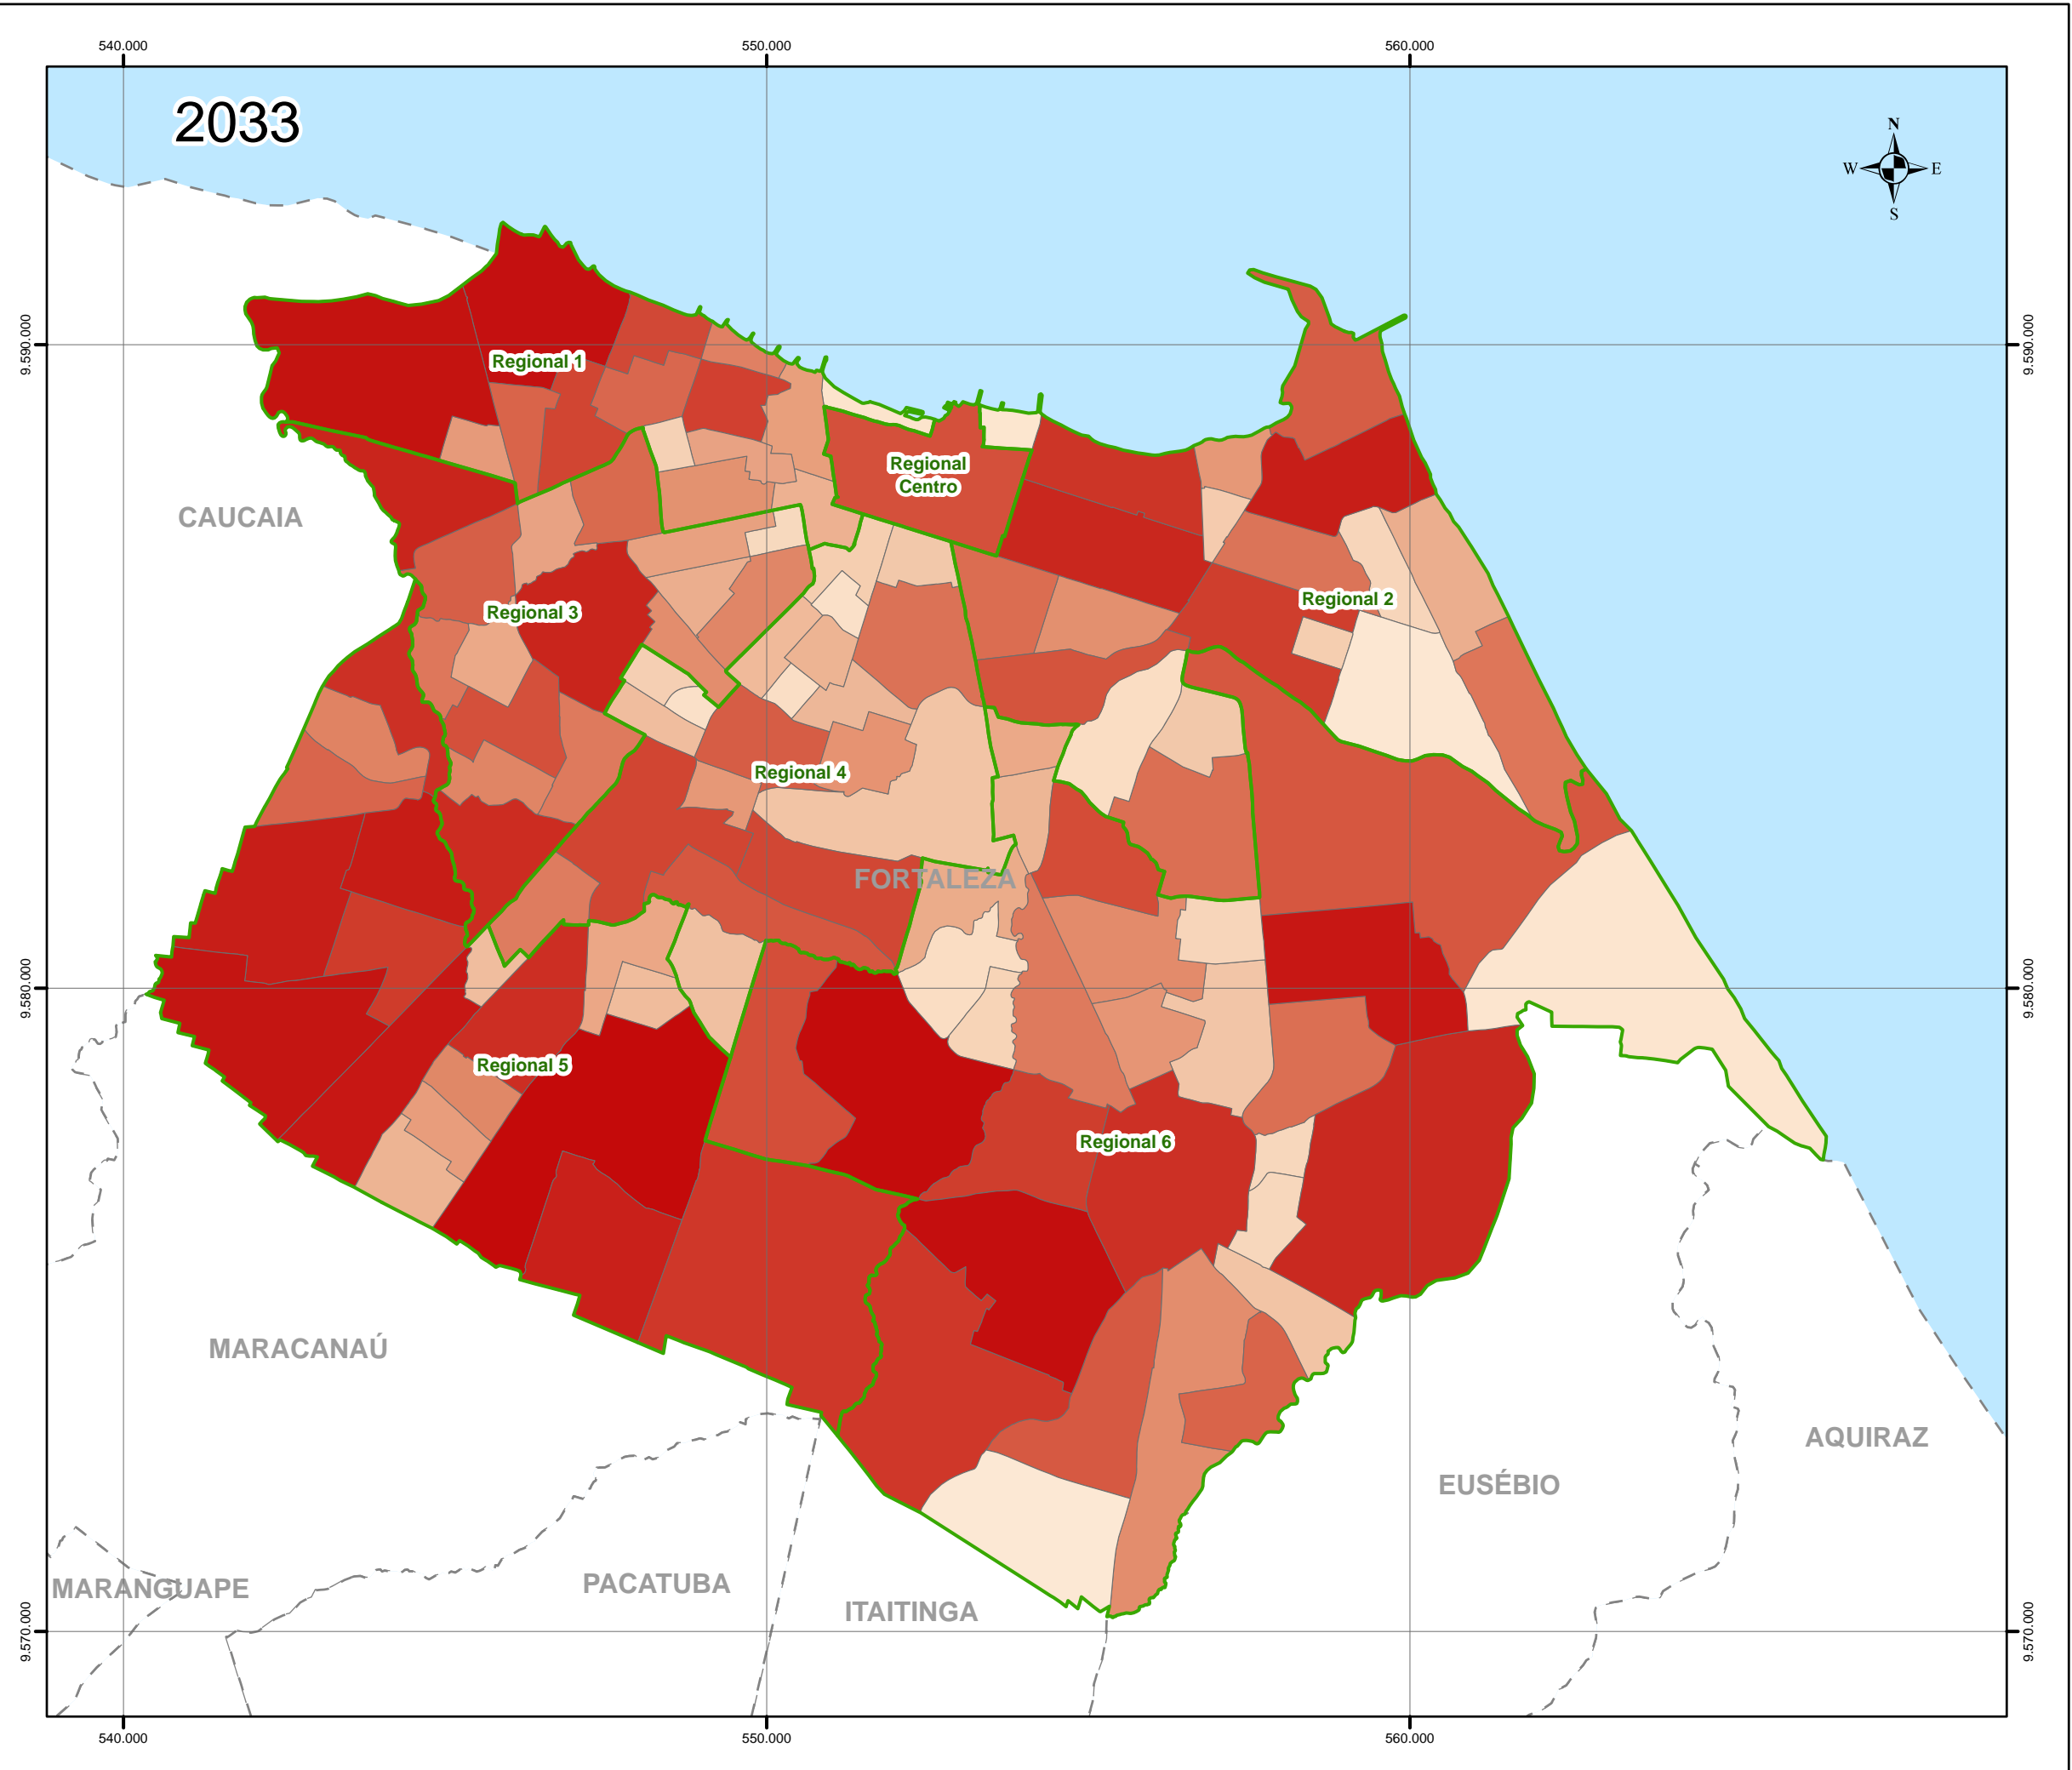 540.000
550.000
560.000
2033
N
W
E
S
9.590.000
9.590.000
Regional 1
Regional
Centro
CAUCAIA
Regional 2
Regional 3
Regional 4
FORTALEZA
9.580.000
9.580.000
Regional 5
Regional 6
MARACANAÚ
AQUIRAZ
EUSÉBIO
PACATUBA
MARANGUAPE
ITAITINGA
9.570.000
9.570.000
540.000
550.000
560.000